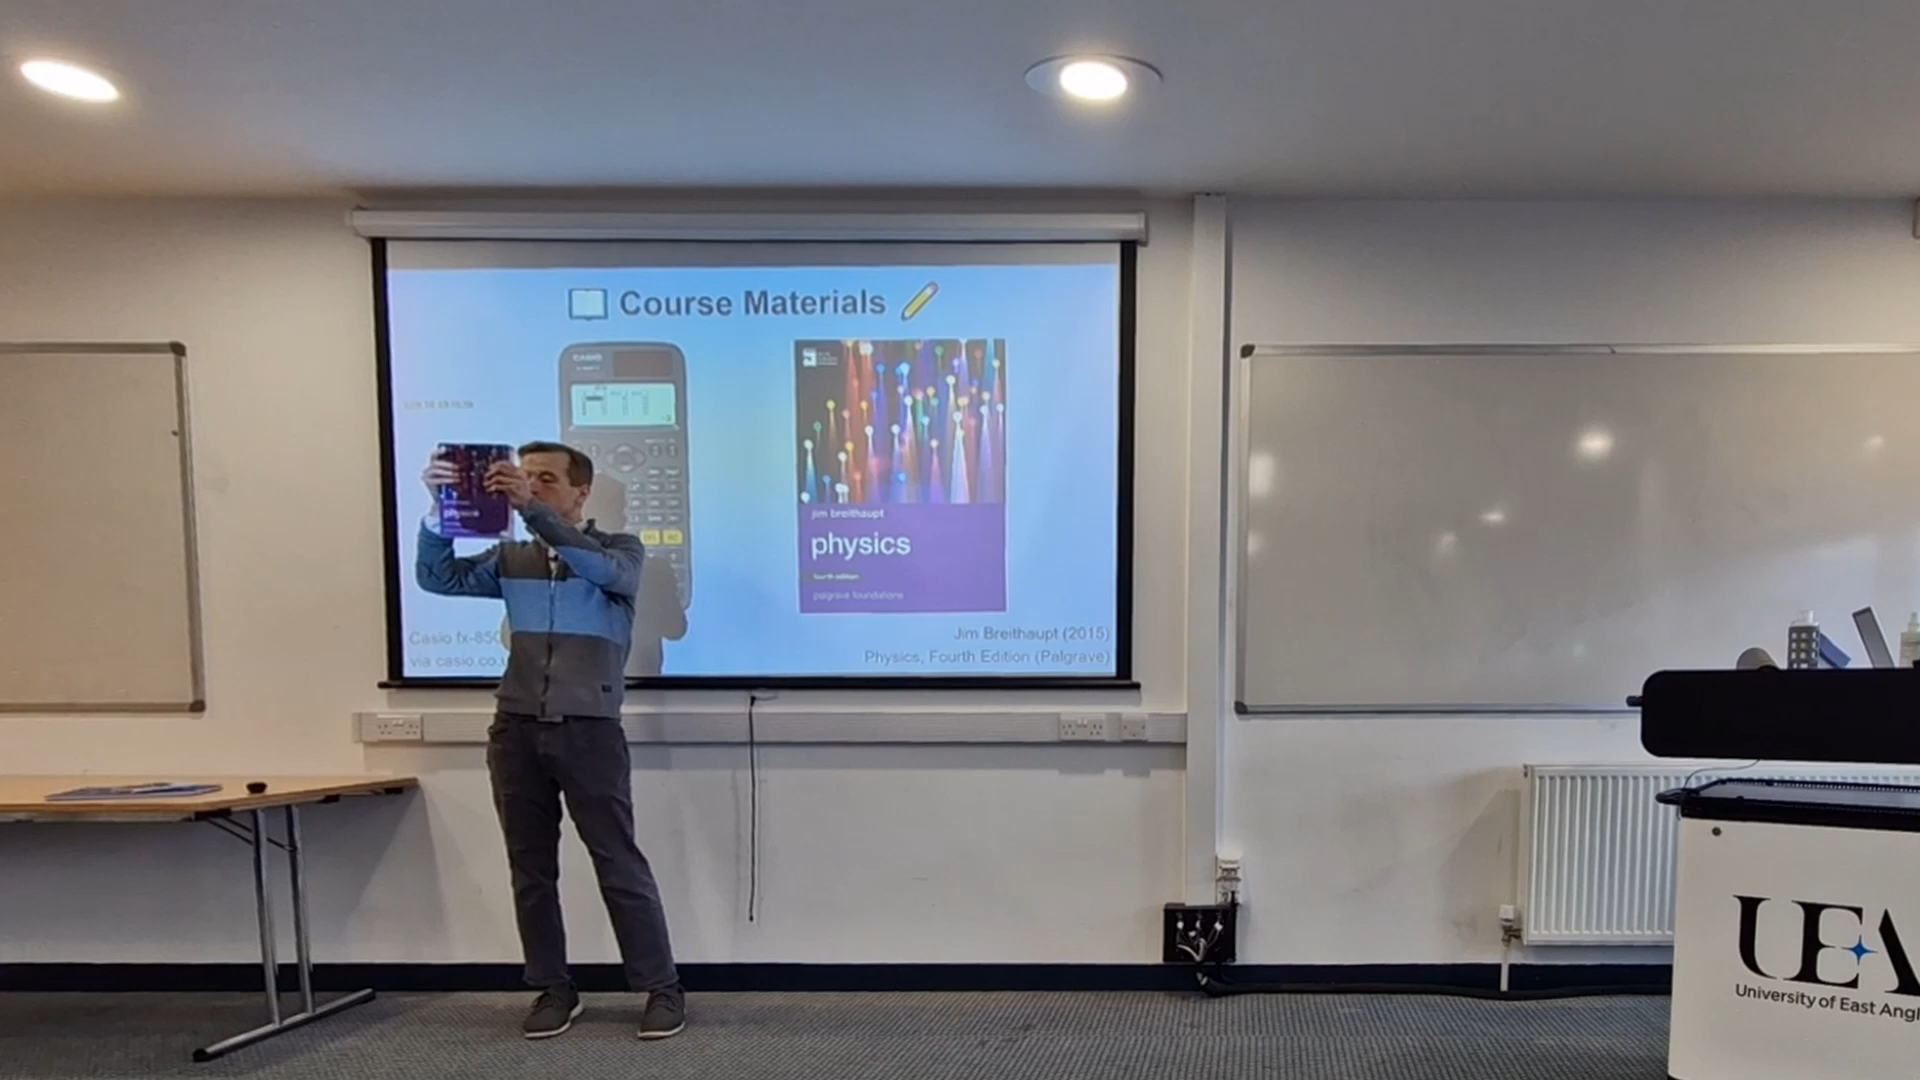 Course Materials
CASIO
jim breithaupt
physics
fourth edition
palgrave foundations
physics
Casio fx-850
via casio.co.u
Jim Breithaupt (2015)
Physics, Fourth Edition (Palgrave)
UEA
University of East Angl